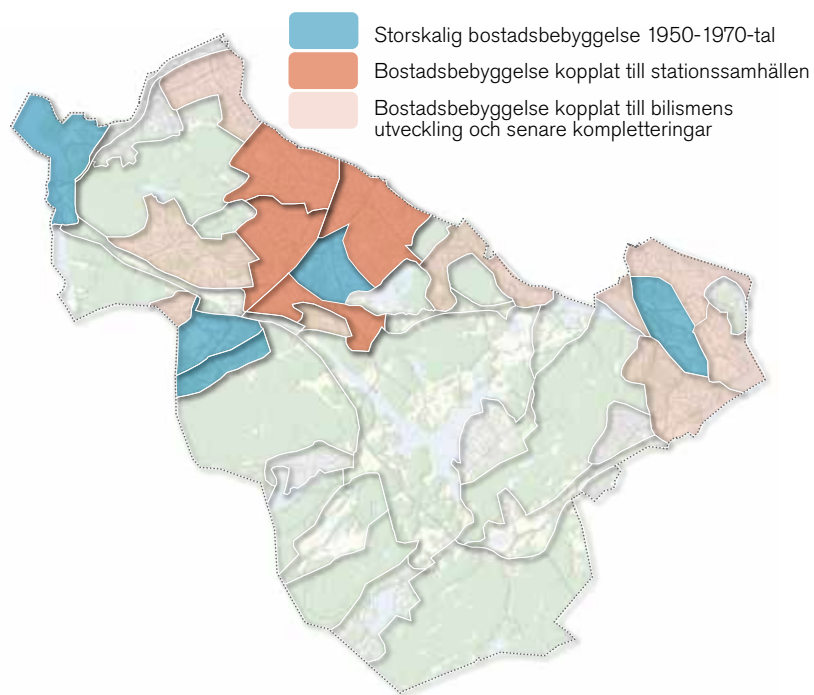 Storskalig bostadsbebyggelse 1950-1970-tal
Bostadsbebyggelse kopplat till stationssamhällen
Bostadsbebyggelse kopplat till bilismens
utveckling och senare kompletteringar